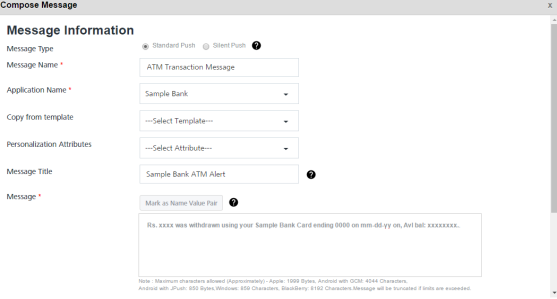 Compose Message
x
Message Information
Message Type
Standard Push
Silent Push
?
Message Name *
ATM Transaction Message
Application Name *
Sample Bank
Copy from template
---Select Template---
Personalization Attributes
---Select Attribute---
Message Title
Sample Bank ATM Alert
?
Message *
Mark as Name Value Pair
?
Rs. xxxx was withdrawn using your Sample Bank Card ending 0000 on mm-dd-yy on, Avl bal: xxxxxxxx..
Note : Maximum characters allowed (Approximately) - Apple: 1999 Bytes, Android with GCM: 4044 Characters,
Android with JPush: 855 Bytes,Windows: 859 Characters, BlackBerry: 8192 Characters.Message will be truncated if limits are exceeded.